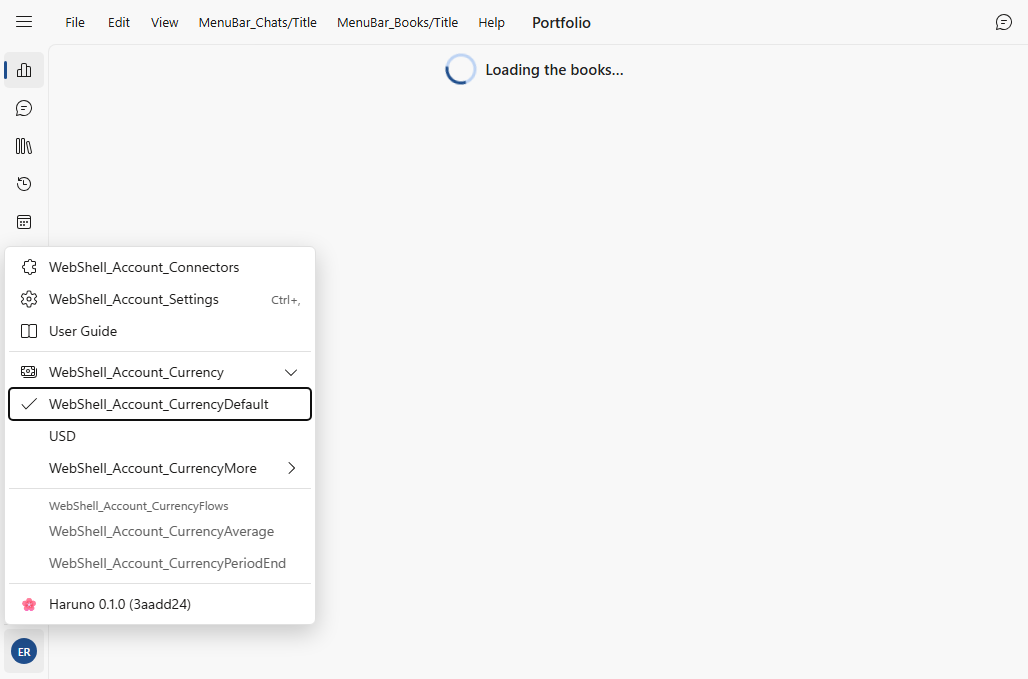 File Edit View MenuBar_Chats/Title MenuBar_Books/Title Help Portfolio
Loading the books...
WebShell_Account_Connectors
WebShell_Account_Settings Ctrl+,
User Guide
WebShell_Account_Currency
WebShell_Account_CurrencyDefault
USD
WebShell_Account_CurrencyMore
WebShell_Account_CurrencyFlows
WebShell_Account_CurrencyAverage
WebShell_Account_CurrencyPeriodEnd
Haruno 0.1.0 (3aadd24)
ER